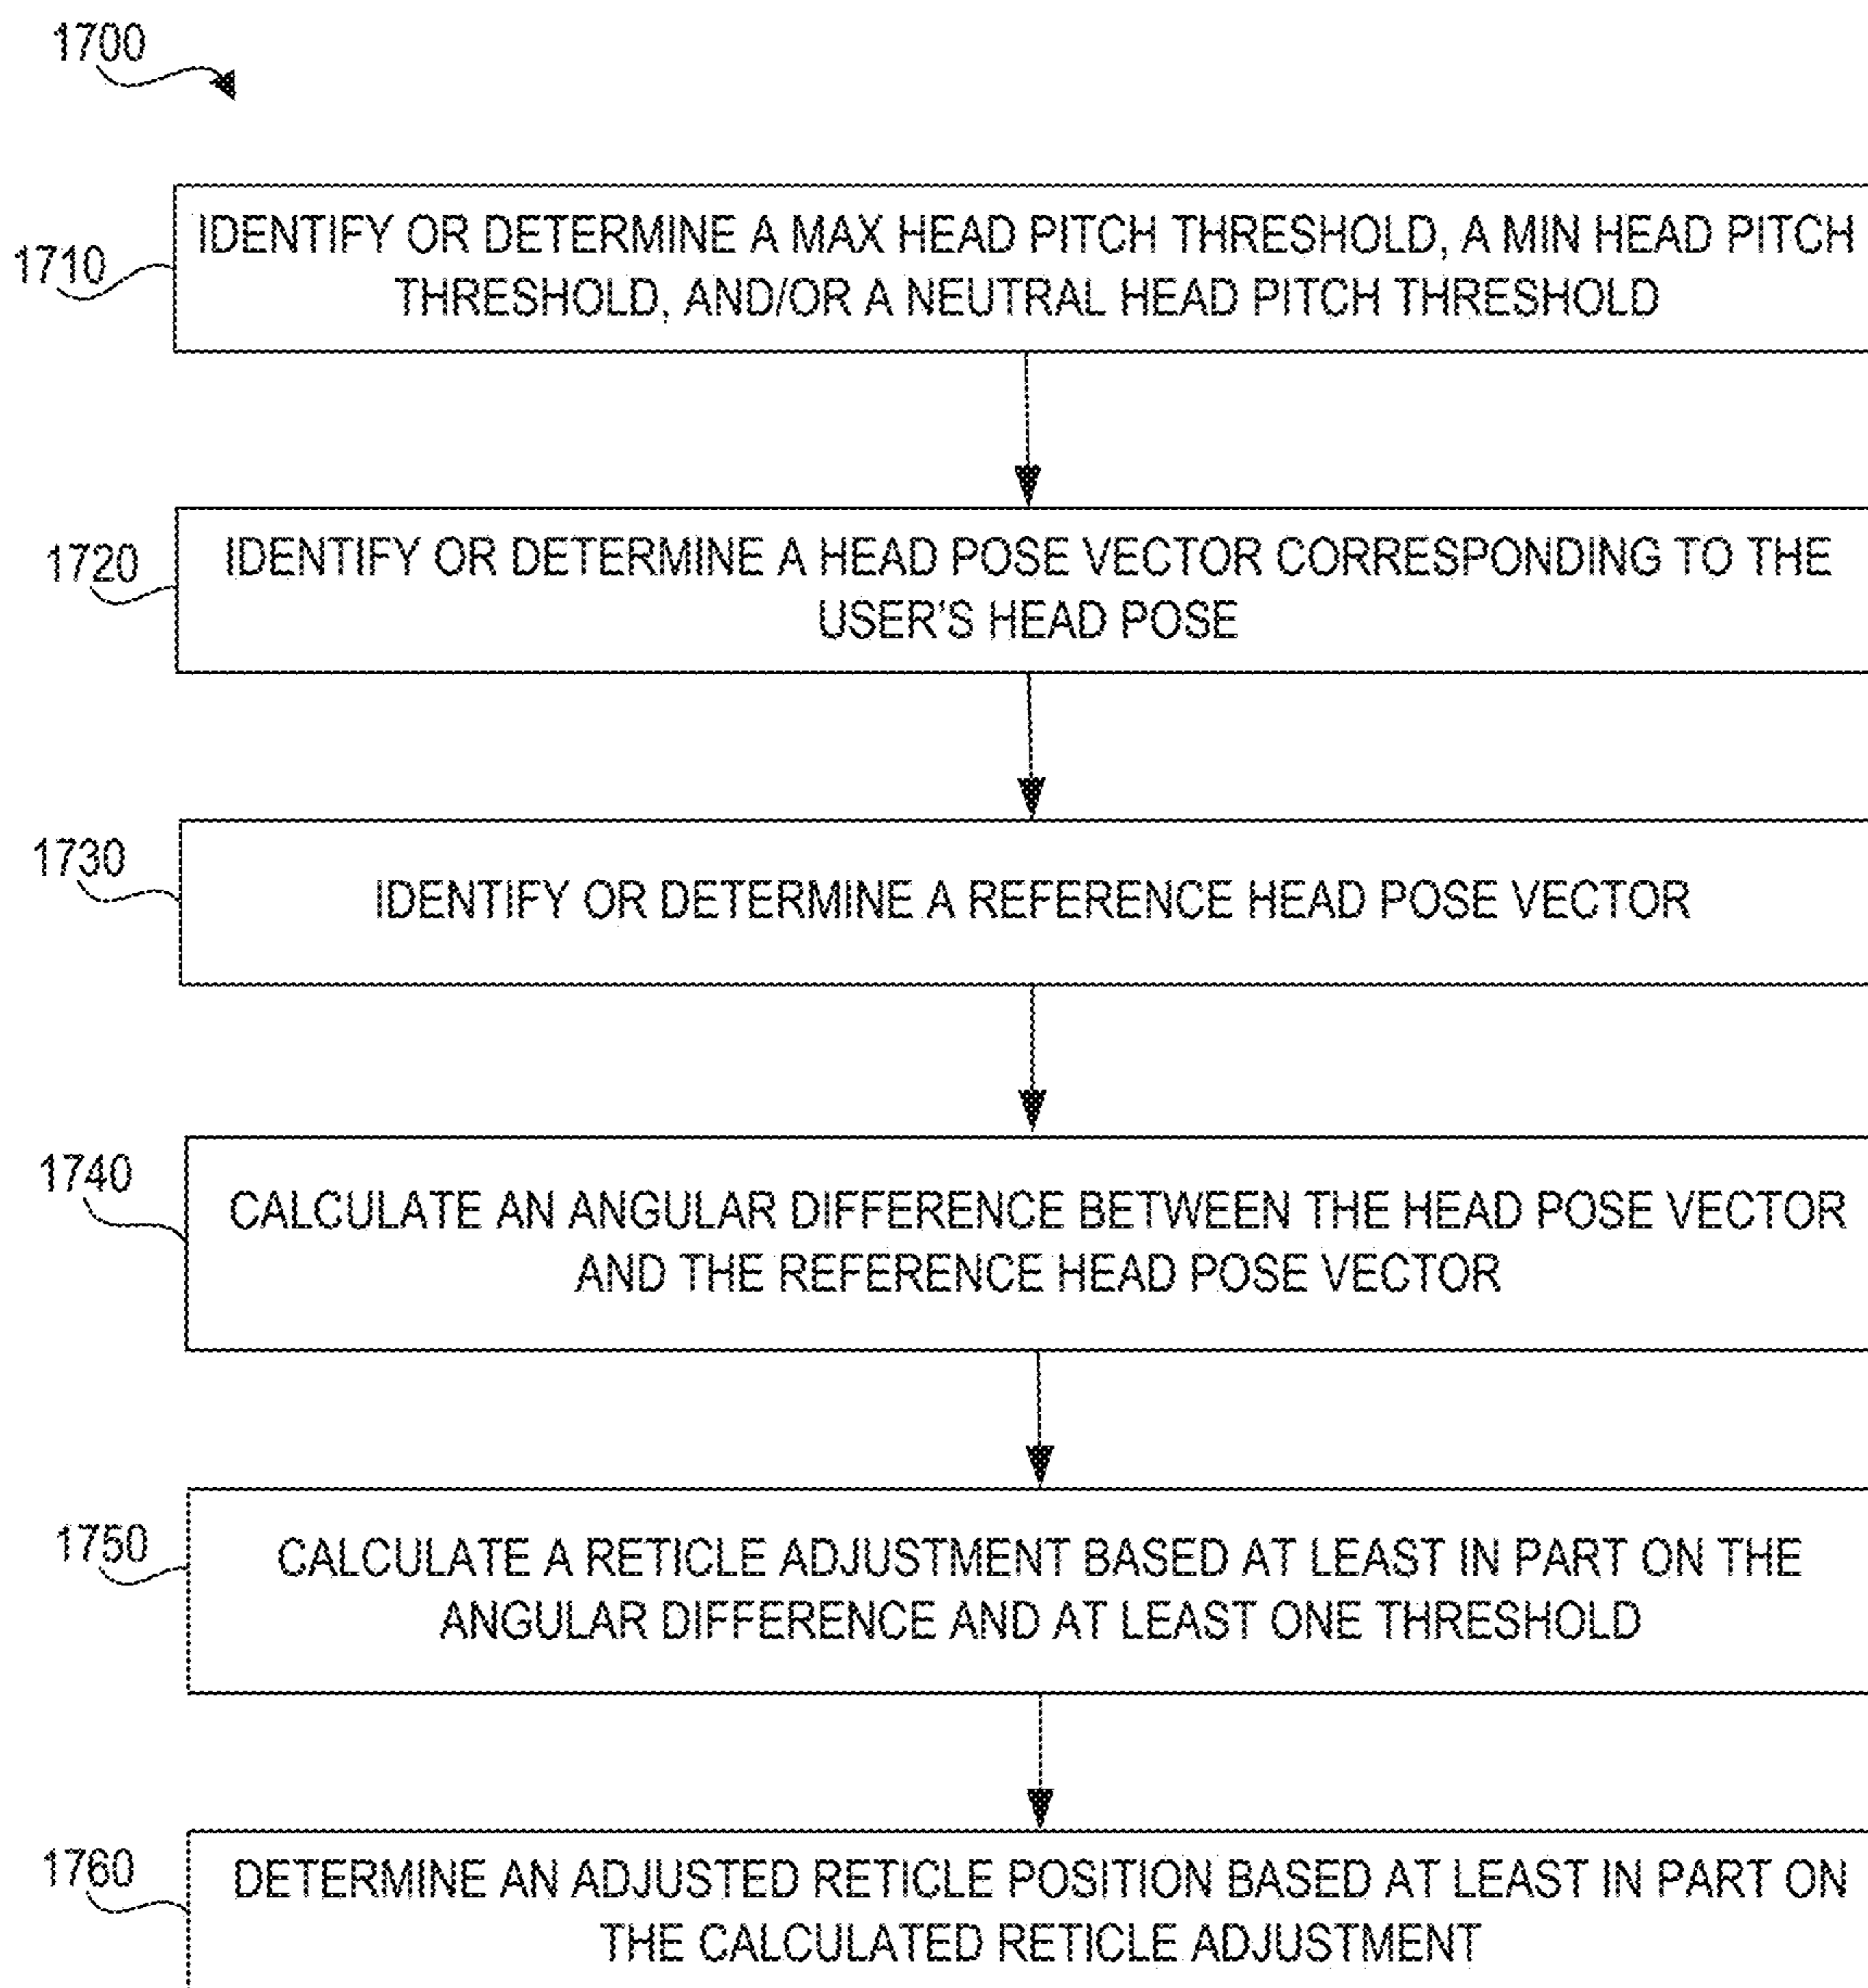 1700
1710
IDENTIFY OR DETERMINE A MAX HEAD PITCH THRESHOLD, A MIN HEAD PITCH
THRESHOLD, AND/OR A NEUTRAL HEAD PITCH THRESHOLD
1720
IDENTIFY OR DETERMINE A HEAD POSE VECTOR CORRESPONDING TO THE
USER'S HEAD POSE
1730
IDENTIFY OR DETERMINE A REFERENCE HEAD POSE VECTOR
1740
CALCULATE AN ANGULAR DIFFERENCE BETWEEN THE HEAD POSE VECTOR
AND THE REFERENCE HEAD POSE VECTOR
1750
CALCULATE A RETICLE ADJUSTMENT BASED AT LEAST IN PART ON THE
ANGULAR DIFFERENCE AND AT LEAST ONE THRESHOLD
1760
DETERMINE AN ADJUSTED RETICLE POSITION BASED AT LEAST IN PART ON
THE CALCULATED RETICLE ADJUSTMENT